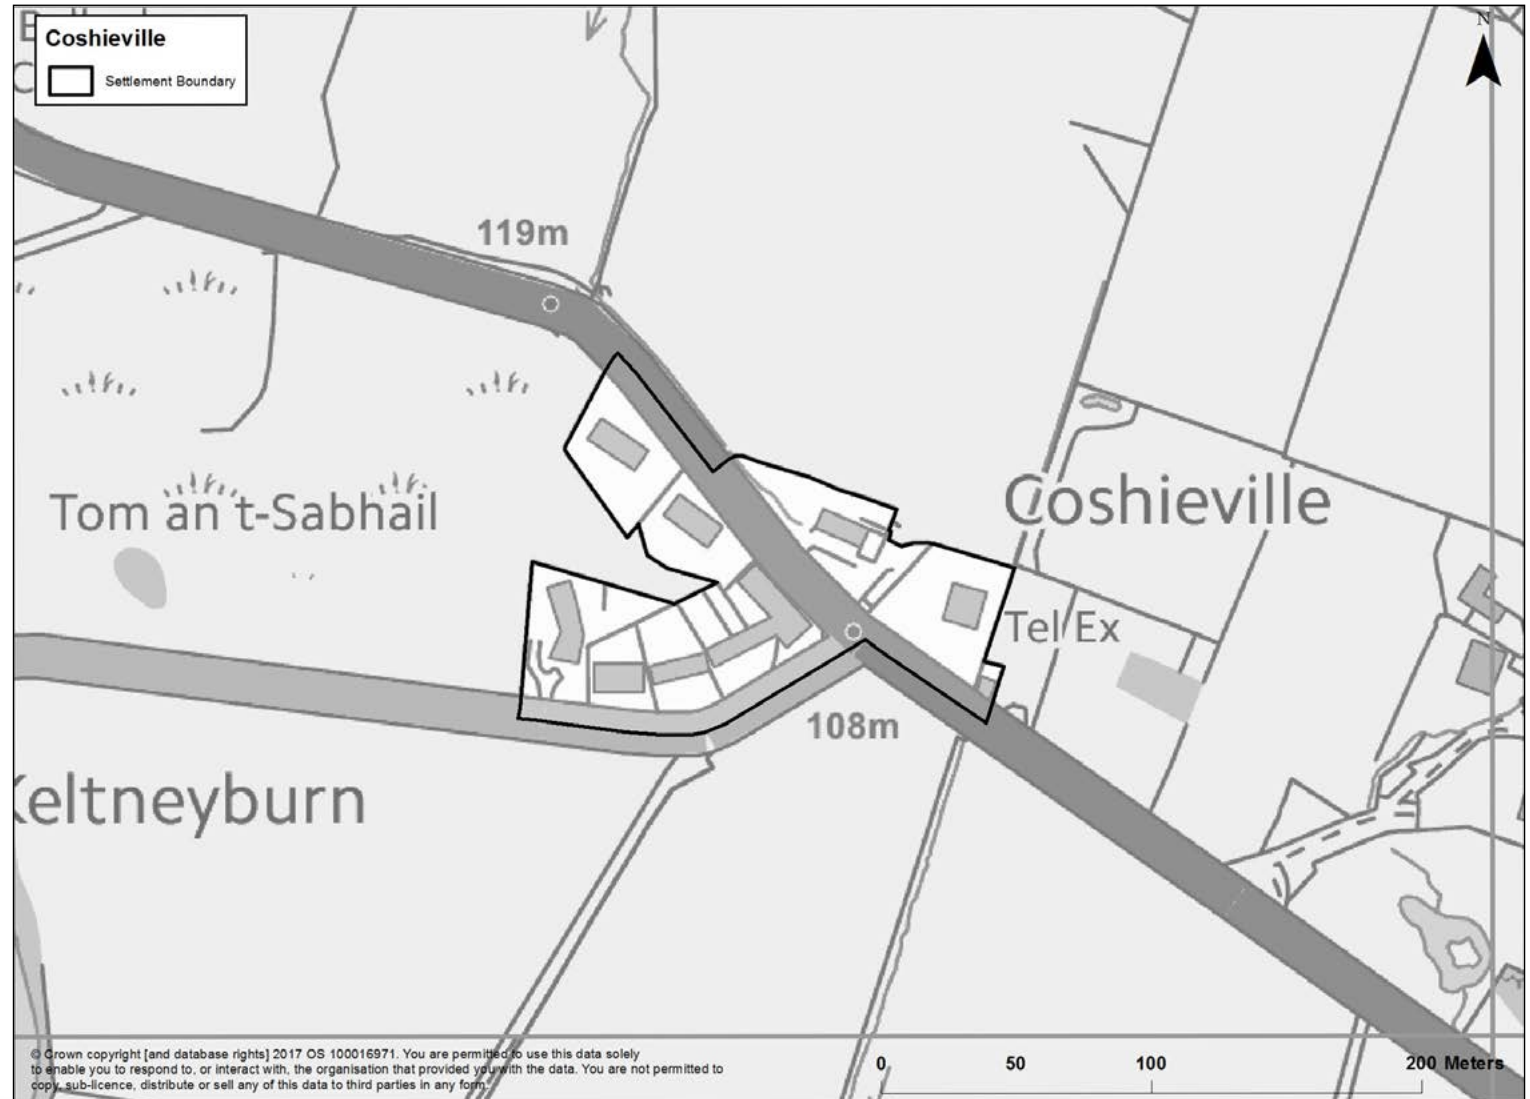 Coshieville
Settlement Boundary
N
119m
Tom an t-Sabhail
Coshieville
Tel Ex
108m
eltneyburn
© Crown copyright [and database rights] 2017 OS 100016971. You are permitted to use this data solely
to enable you to respond to, or interact with, the organisation that provided you with the data. You are not permitted to
copy, sub-licence, distribute or sell any of this data to third parties in any form.
0 50 100 200 Meters